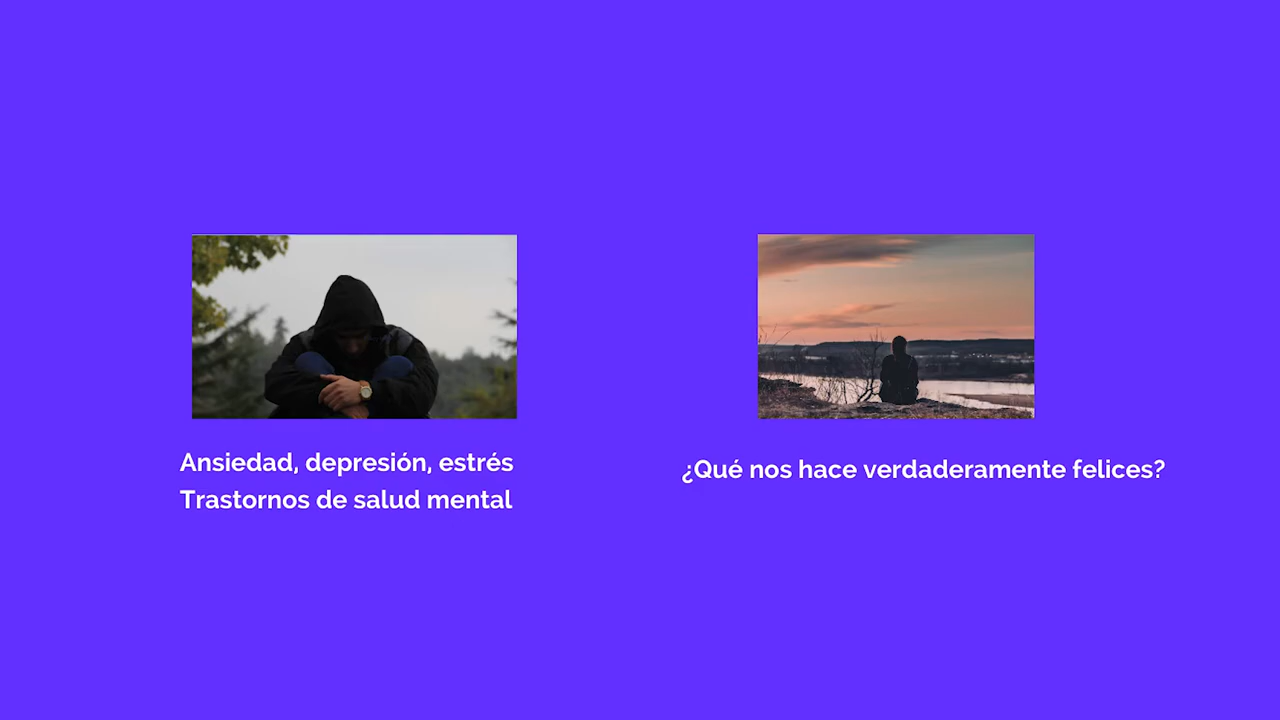 Ansiedad, depresión, estrés
Trastornos de salud mental
¿Qué nos hace verdaderamente felices?